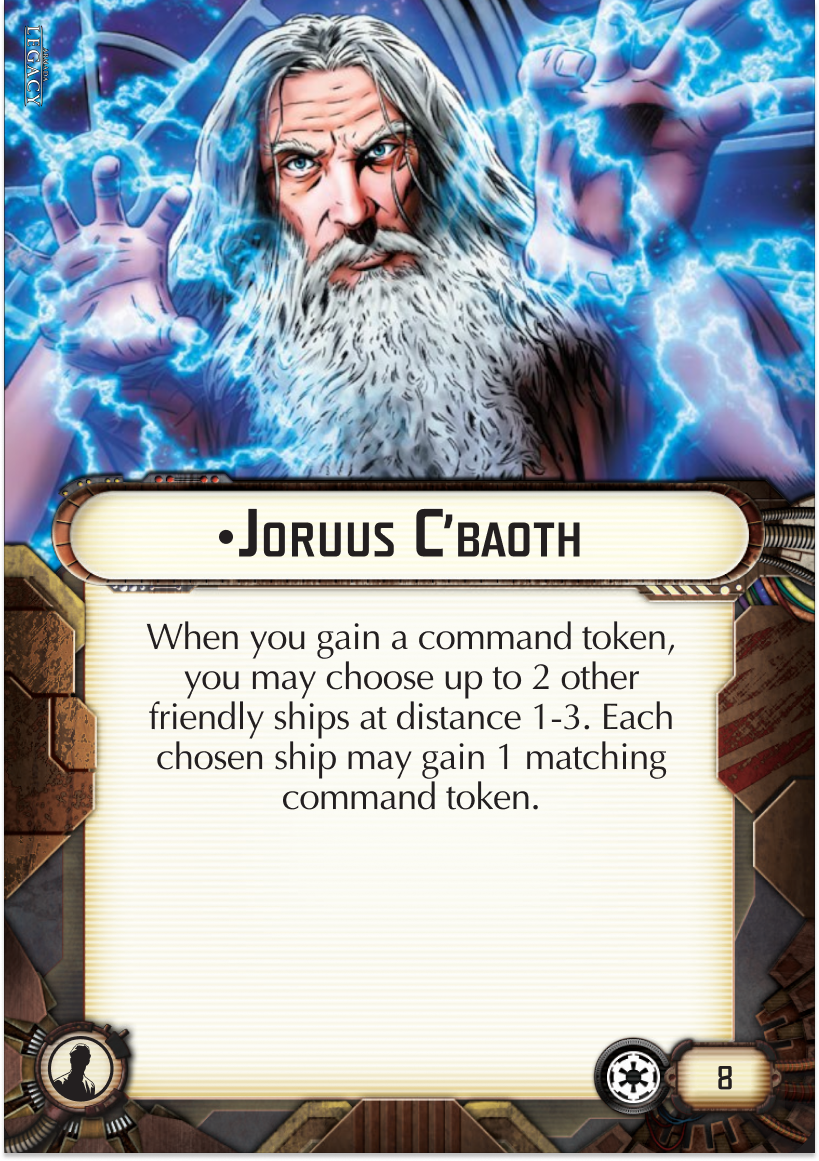 LEGACY
•Joruus C'baoth
When you gain a command token,
you may choose up to 2 other
friendly ships at distance 1-3. Each
chosen ship may gain 1 matching
command token.
8